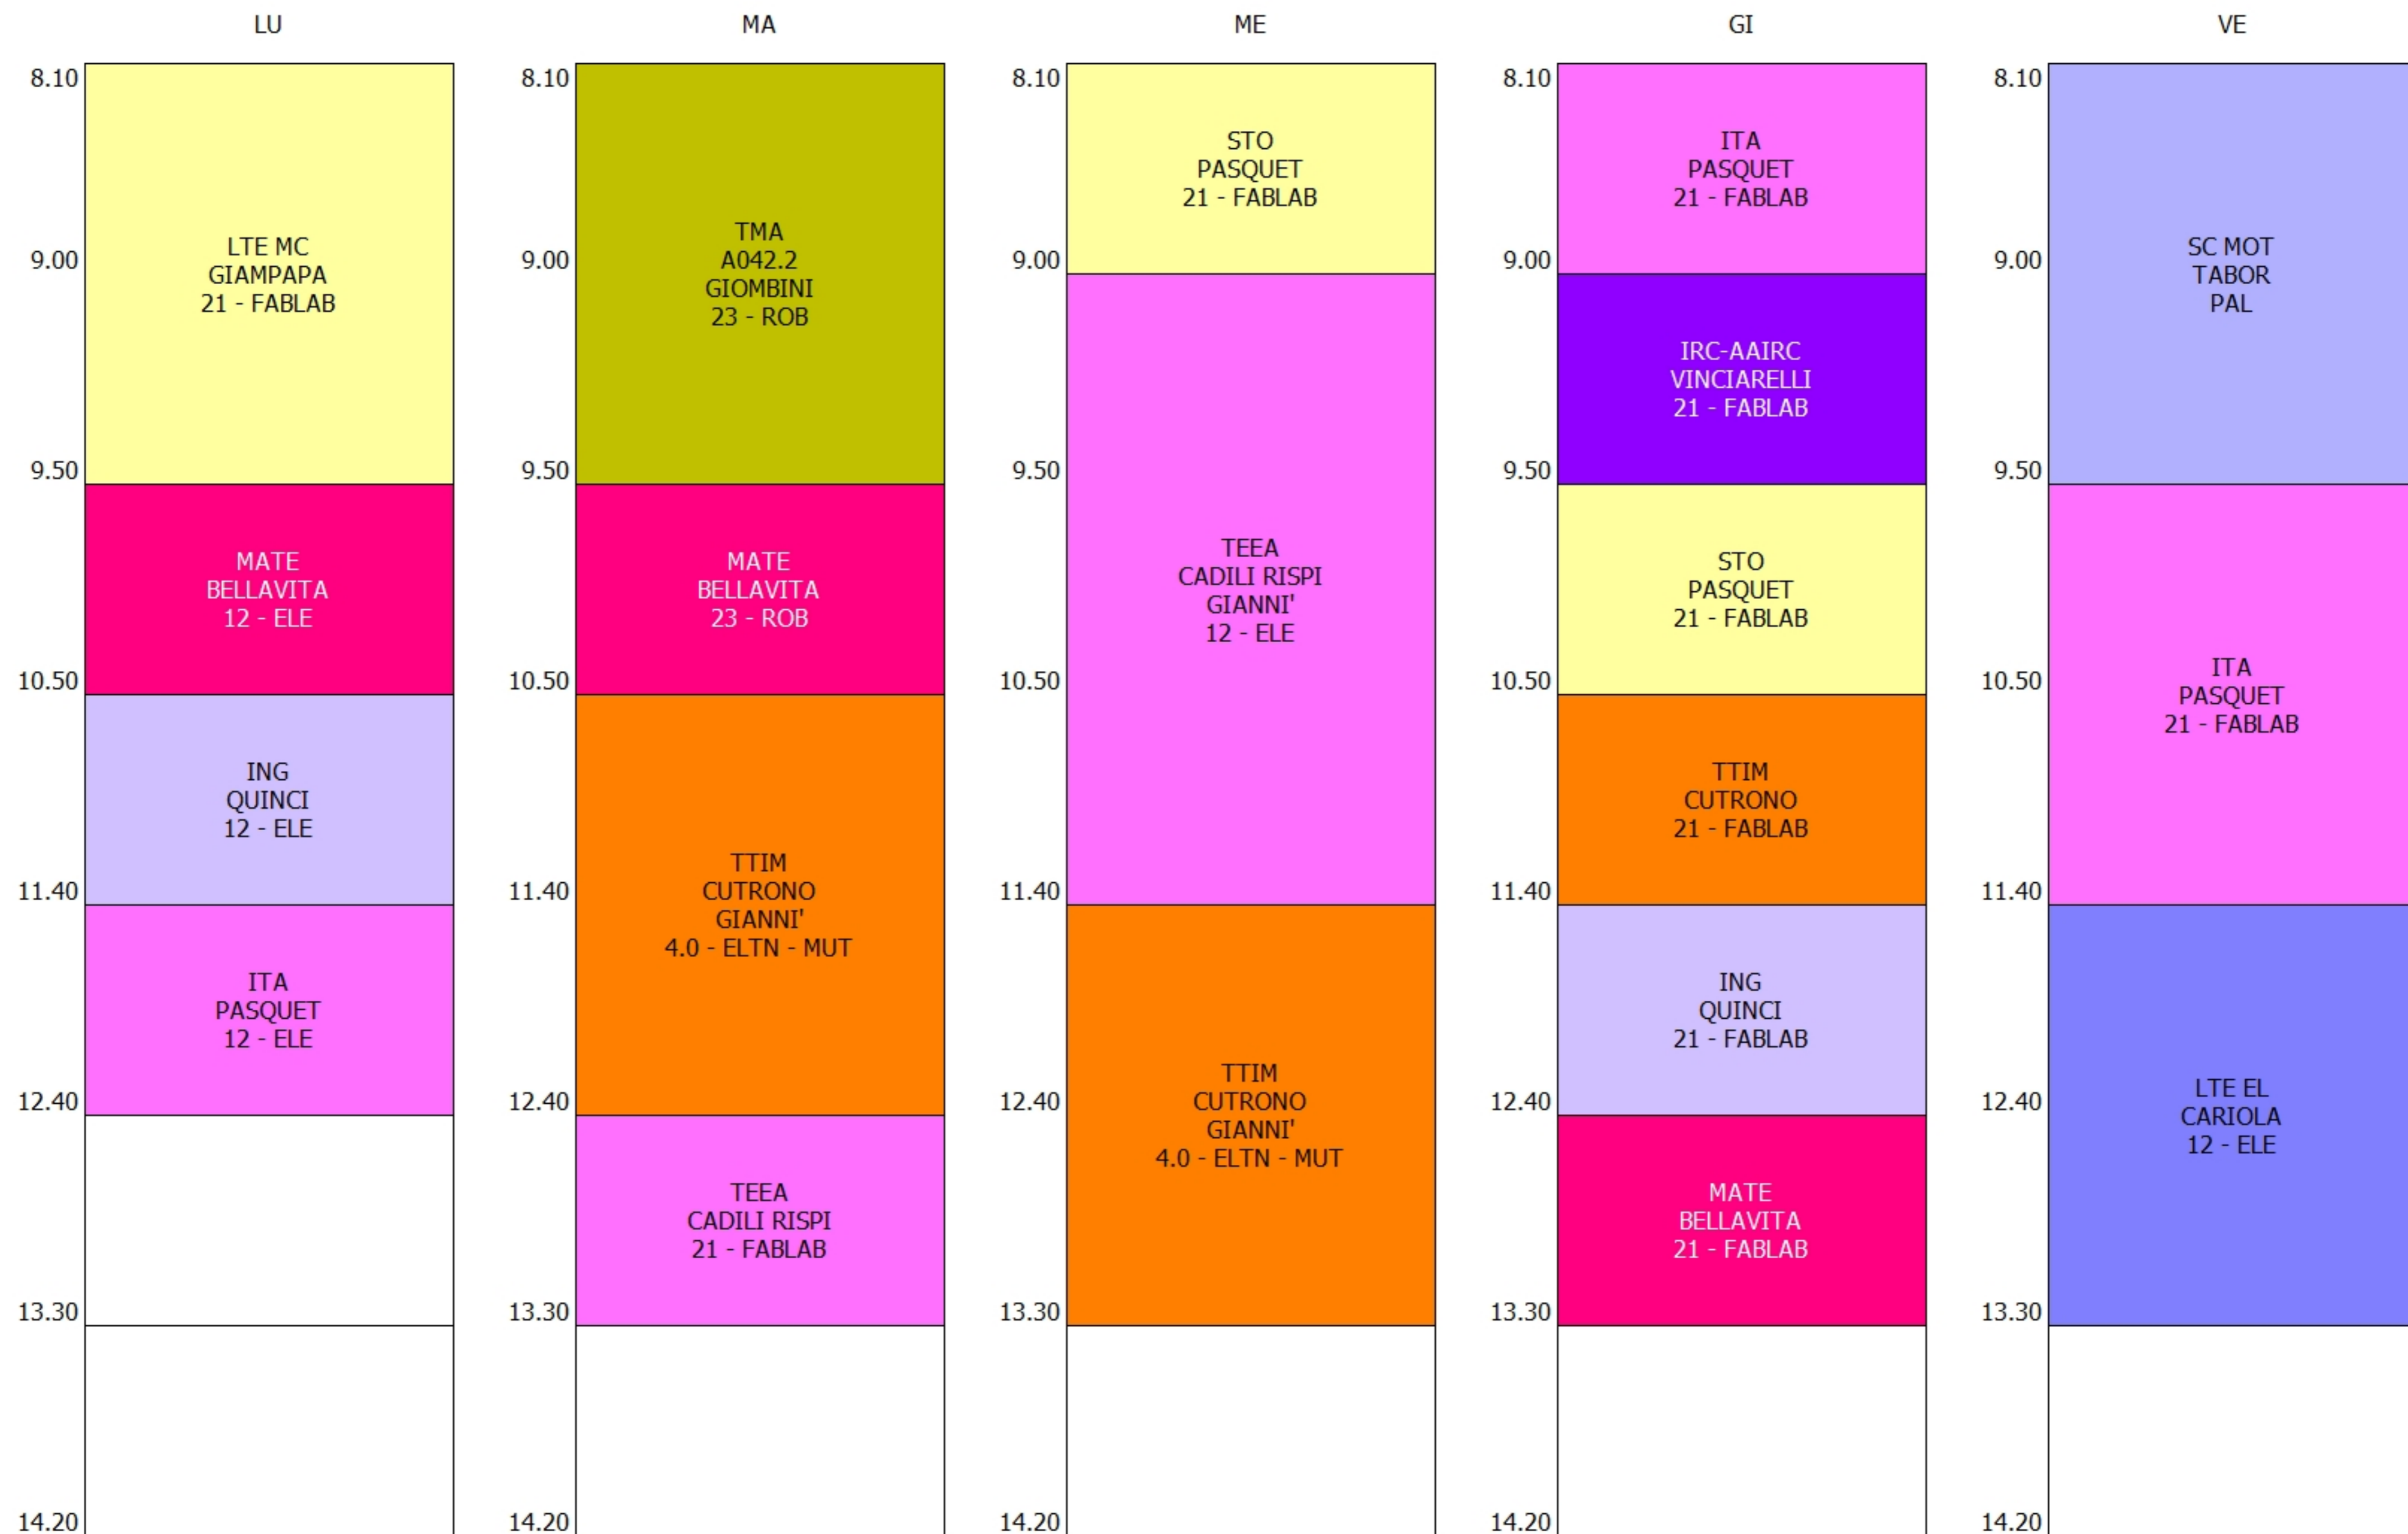 LU
8.10
LTE MC
GIAMPAPA
21 - FABLAB
9.00
9.50
MATE
BELLAVITA
12 - ELE
10.50
ING
QUINCI
12 - ELE
11.40
ITA
PASQUET
12 - ELE
12.40
13.30
14.20
MA
8.10
TMA
A042.2
GIOMBINI
23 - ROB
9.00
9.50
MATE
BELLAVITA
23 - ROB
10.50
TTIM
CUTRONO
GIANNI'
4.0 - ELTN - MUT
11.40
12.40
TEEA
CADILI RISPI
21 - FABLAB
13.30
14.20
ME
8.10
STO
PASQUET
21 - FABLAB
9.00
9.50
TEEA
CADILI RISPI
GIANNI'
12 - ELE
10.50
11.40
TTIM
CUTRONO
GIANNI'
4.0 - ELTN - MUT
12.40
13.30
14.20
GI
8.10
ITA
PASQUET
21 - FABLAB
9.00
IRC-AAIRC
VINCIARELLI
21 - FABLAB
9.50
STO
PASQUET
21 - FABLAB
10.50
TTIM
CUTRONO
21 - FABLAB
11.40
ING
QUINCI
21 - FABLAB
12.40
MATE
BELLAVITA
21 - FABLAB
13.30
14.20
VE
8.10
SC MOT
TABOR
PAL
9.00
9.50
ITA
PASQUET
21 - FABLAB
10.50
11.40
LTE EL
CARIOLA
12 - ELE
12.40
13.30
14.20